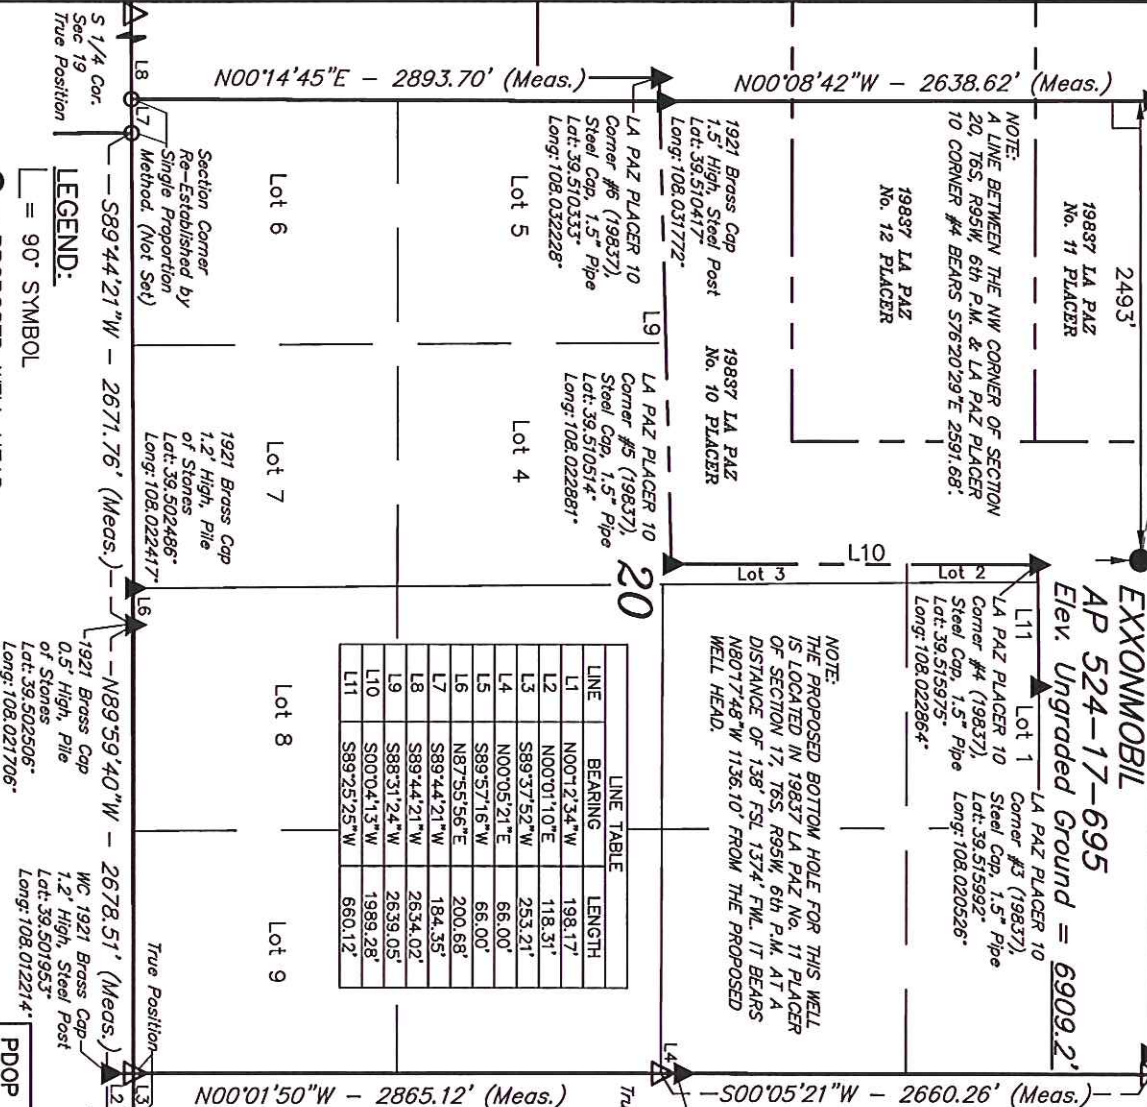 EXXONMOBIL
AP 524-17-695
Elev. Ungraded Ground = 6909.2'
2493'
19837 LA PAZ
No. 11 PLACER
NOTE:
A LINE BETWEEN THE NW CORNER OF SECTION
20, T6S, R95W, 6th P.M. & LA PAZ PLACER
10 CORNER #4 BEARS S76°20'29"E 2591.68'.
19837 LA PAZ
No. 12 PLACER
N00°08'42"W - 2638.62' (Meas.)
N00°14'45"E - 2893.70' (Meas.)
1921 Brass Cap
1.5' High, Steel Post
Lat: 39.510417°
Long: 108.031772°
LA PAZ PLACER 10
Corner #6 (19837),
Steel Cap, 1.5" Pipe
Lat: 39.510333°
Long: 108.032228°
L9
19837 LA PAZ
No. 10 PLACER
LA PAZ PLACER 10
Corner #5 (19837),
Steel Cap, 1.5" Pipe
Lat: 39.510514°
Long: 108.022881°
L10
Lot 3
Lot 2
L11
Lot 1
LA PAZ PLACER 10
Corner #4 (19837),
Steel Cap, 1.5" Pipe
Lat: 39.515975°
Long: 108.022864°
LA PAZ PLACER 10
Corner #3 (19837),
Steel Cap, 1.5" Pipe
Lat: 39.515992°
Long: 108.020526°
NOTE:
THE PROPOSED BOTTOM HOLE FOR THIS WELL
IS LOCATED IN 19837 LA PAZ No. 11 PLACER
OF SECTION 17, T6S, R95W, 6th P.M. AT A
DISTANCE OF 138' FSL 1374' FWL. IT BEARS
N80°17'48"W 1136.10' FROM THE PROPOSED
WELL HEAD.
20
Lot 5
Lot 4
Lot 6
Lot 7
Lot 8
Lot 9
LINE TABLE
LINE BEARING LENGTH
L1 N00°12'34"W 198.17'
L2 N00°01'10"E 118.31'
L3 S89°37'52"W 253.21'
L4 N00°05'21"E 66.00'
L5 S89°57'16"W 66.00'
L6 N87°55'56"E 200.68'
L7 S89°44'21"W 184.35'
L8 S89°44'21"W 2634.02'
L9 S88°31'24"W 2639.05'
L10 S00°04'13"W 1989.28'
L11 S89°25'25"W 660.12'
S00°05'21"W - 2660.26' (Meas.)
L4
N00°01'50"W - 2865.12' (Meas.)
Section Corner
Re-Established by
Single Proportion
Method. (Not Set)
1921 Brass Cap
1.2' High, Pile
of Stones
Lat: 39.502486°
Long: 108.022417°
True Position
L8
L7
L6
L3
L2
S 1/4 Cor.
Sec 19
True Position
S89°44'21"W - 2671.76' (Meas.)
N89°59'40"W - 2678.51' (Meas.)
1921 Brass Cap
0.5' High, Pile
of Stones
Lat: 39.502506°
Long: 108.021706°
WC 1921 Brass Cap
1.2' High, Steel Post
Lat: 39.501953°
Long: 108.012214°
LEGEND:
= 90° SYMBOL
PDOP